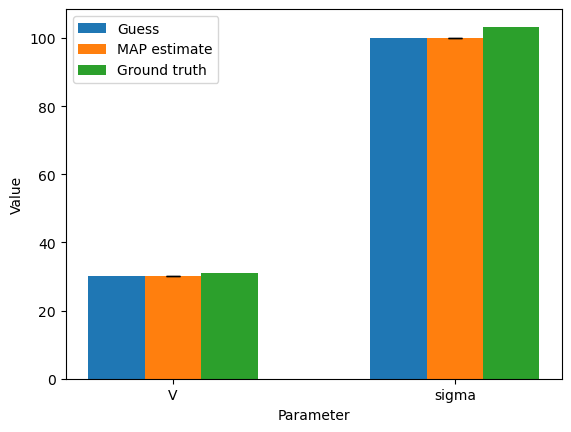 Guess
MAP estimate
Ground truth
Value
100
80
60
40
20
0
V
sigma
Parameter